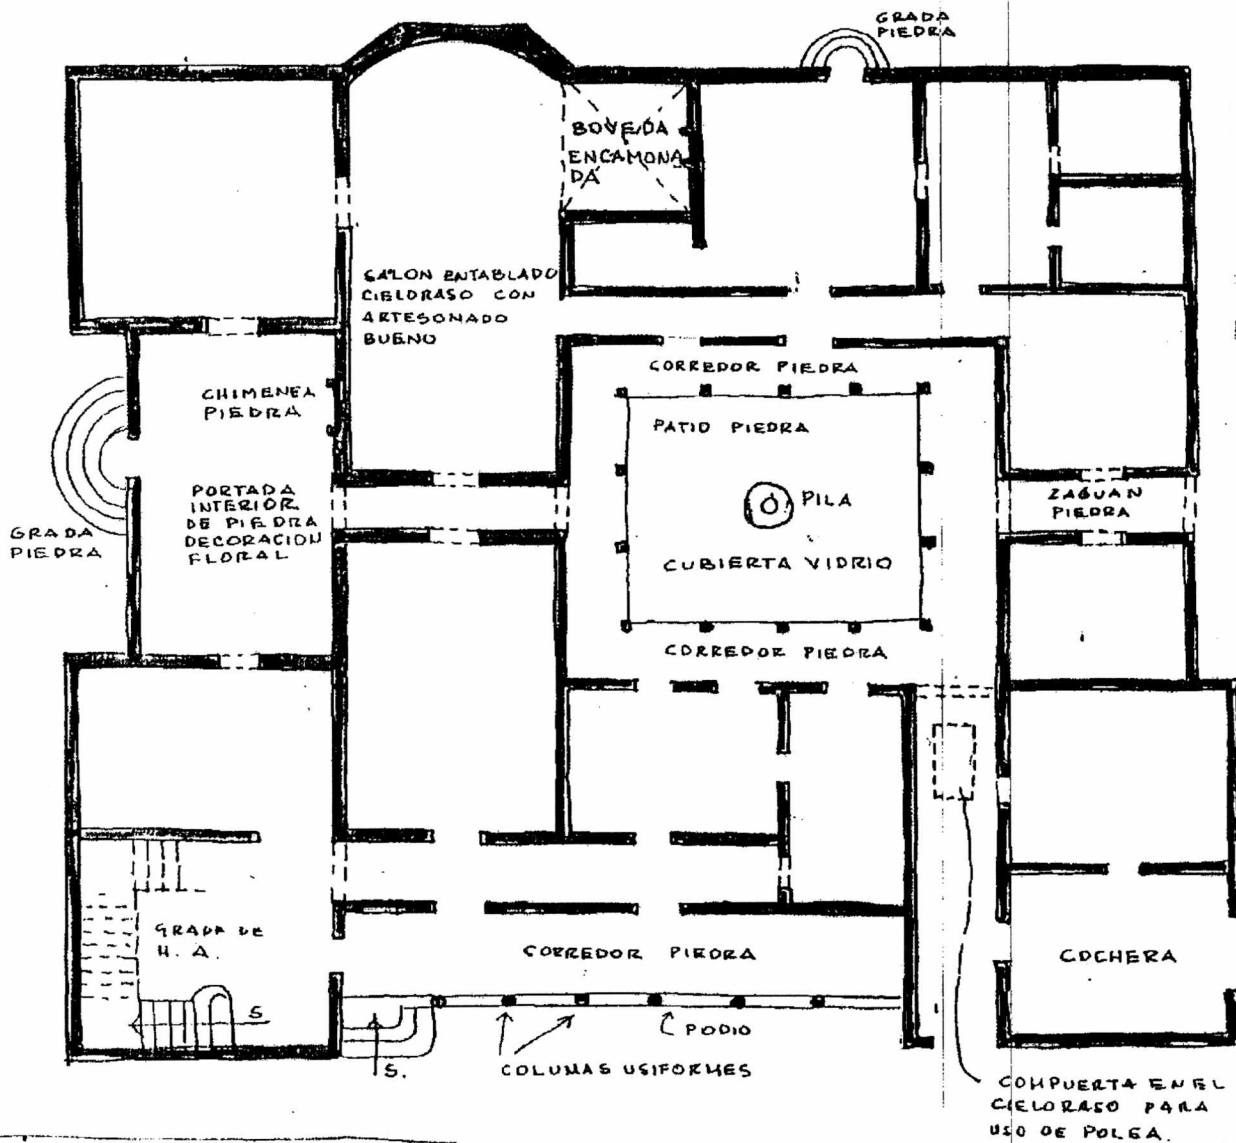 GRADA
PIEDRA
BOVEDA
ENCAMONA
DA
SALON ENTABLADO
CIELORASO CON
ARTESONADO
BUENO
CORREDOR PIEDRA
CHIMENEA
PIEDRA
PATIO PIEDRA
PORTADA
INTERIOR
DE PIEDRA
DECORACION
FLORAL
PILA
ZAGUAN
PIEDRA
GRADA
PIEDRA
CUBIERTA VIDRIO
CORREDOR PIEDRA
GRADA DE
H. A.
CORREDOR PIEDRA
COCHERA
S
S.
PODIO
COLUMAS USIFORMES
COMPUERTA EN EL
CIELORASO PARA
USO DE POLEA.